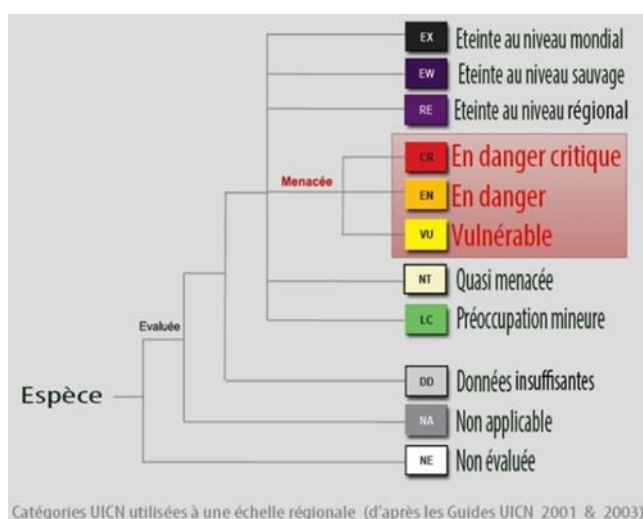 EX Eteinte au niveau mondial
EW Eteinte au niveau sauvage
RE Eteinte au niveau régional
Menacée
CR En danger critique
EN En danger
VU Vulnérable
NT Quasi menacée
LC Préoccupation mineure
Evaluée
DD Données insuffisantes
Espèce
NA Non applicable
NE Non évaluée
Catégories UICN utilisées à une échelle régionale (d'après les Guides UICN 2001 & 2003)